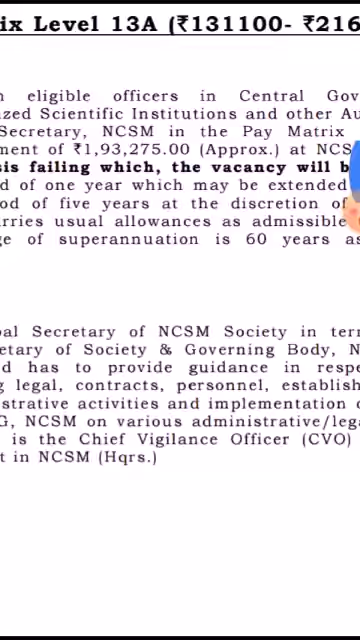 ix Level 13A (₹131100- ₹216
n eligible officers in Central Gov
ized Scientific Institutions and other Au
Secretary, NCSM in the Pay Matrix
ment of ₹1,93,275.00 (Approx.) at NCS
sis failing which, the vacancy will b
d of one year which may be extended
od of five years at the discretion of
arries usual allowances as admissible
ge of superannuation is 60 years as
pal Secretary of NCSM Society in ter
etary of Society & Governing Body, N
d has to provide guidance in respe
g legal, contracts, personnel, establish
strative activities and implementation o
G, NCSM on various administrative/lega
is the Chief Vigilance Officer (CVO)
t in NCSM (Hqrs.)